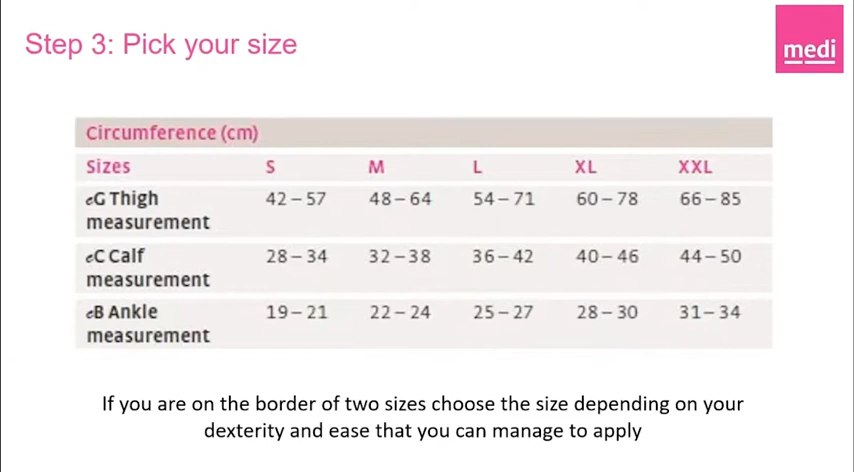 Step 3: Pick your size
medi
Circumference (cm)
Sizes S M L XL XXL
cG Thigh measurement 42–57 48–64 54–71 60–78 66–85
cC Calf measurement 28–34 32–38 36–42 40–46 44–50
cB Ankle measurement 19–21 22–24 25–27 28–30 31–34
If you are on the border of two sizes choose the size depending on your
dexterity and ease that you can manage to apply